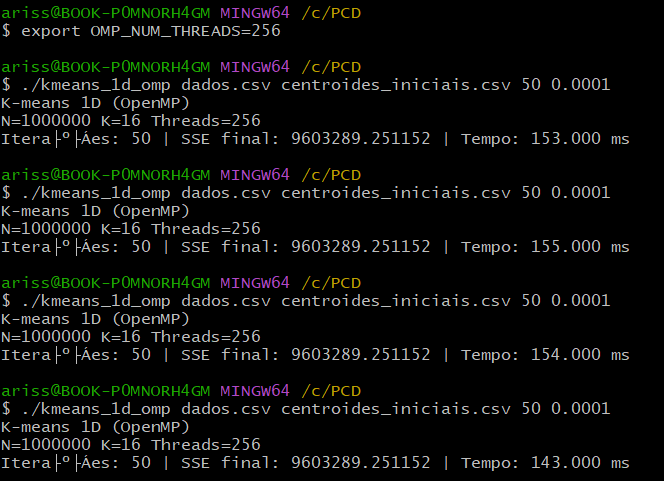 ariss@BOOK-P0MNORH4GM MINGW64 /c/PCD
$ export OMP_NUM_THREADS=256
ariss@BOOK-P0MNORH4GM MINGW64 /c/PCD
$ ./kmeans_1d_omp dados.csv centroides_iniciais.csv 50 0.0001
K-means 1D (OpenMP)
N=1000000 K=16 Threads=256
Itera├º├Áes: 50 | SSE final: 9603289.251152 | Tempo: 153.000 ms
ariss@BOOK-P0MNORH4GM MINGW64 /c/PCD
$ ./kmeans_1d_omp dados.csv centroides_iniciais.csv 50 0.0001
K-means 1D (OpenMP)
N=1000000 K=16 Threads=256
Itera├º├Áes: 50 | SSE final: 9603289.251152 | Tempo: 155.000 ms
ariss@BOOK-P0MNORH4GM MINGW64 /c/PCD
$ ./kmeans_1d_omp dados.csv centroides_iniciais.csv 50 0.0001
K-means 1D (OpenMP)
N=1000000 K=16 Threads=256
Itera├º├Áes: 50 | SSE final: 9603289.251152 | Tempo: 154.000 ms
ariss@BOOK-P0MNORH4GM MINGW64 /c/PCD
$ ./kmeans_1d_omp dados.csv centroides_iniciais.csv 50 0.0001
K-means 1D (OpenMP)
N=1000000 K=16 Threads=256
Itera├º├Áes: 50 | SSE final: 9603289.251152 | Tempo: 143.000 ms